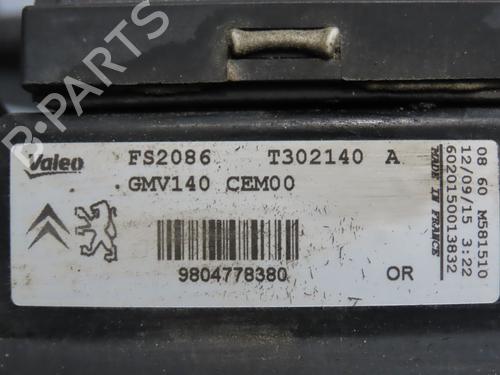 B-PARTS
Valeo
FS2086 T302140 A
GMV140 CEM00
9804778380
OR
08 60 M581510
12/09/15 3:22
6020150013832
MADE IN FRANCE